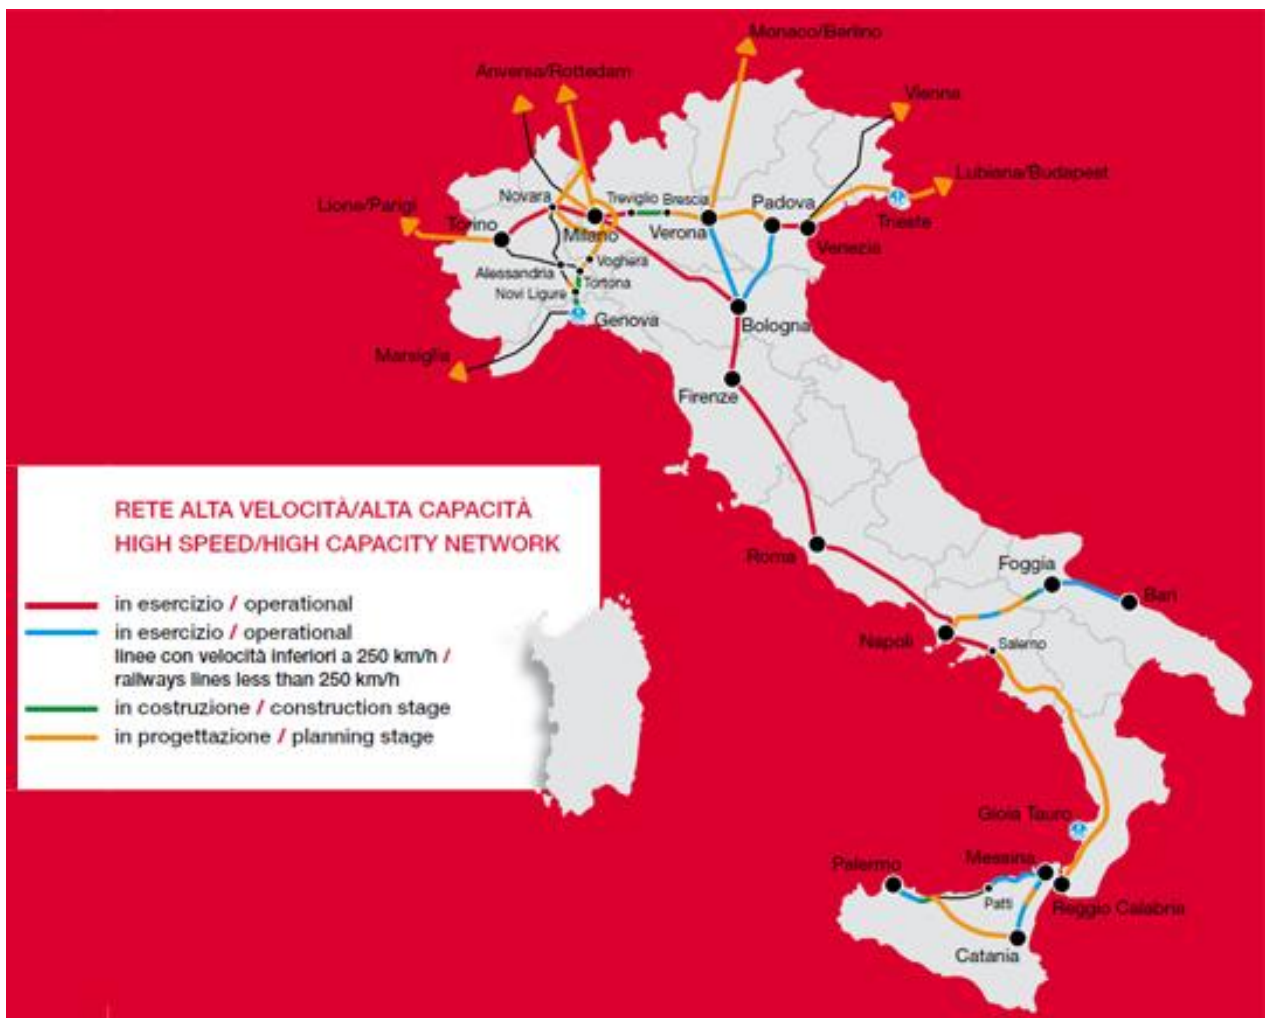 Monaco/Berlino
Anversa/Rottedam
Vienna
Lubiana/Budapest
Lione/Parigi
Novara
Treviglio
Brescia
Padova
Trieste
Torino
Milano
Verona
Venezia
Alessandria
Voghera
Tortona
Novi Ligure
Genova
Bologna
Marsiglia
Firenze
RETE ALTA VELOCITÀ/ALTA CAPACITÀ
HIGH SPEED/HIGH CAPACITY NETWORK
in esercizio / operational
in esercizio / operational
linee con velocità inferiori a 250 km/h /
railways lines less than 250 km/h
in costruzione / construction stage
in progettazione / planning stage
Roma
Foggia
Bari
Napoli
Salerno
Gioia Tauro
Messina
Palermo
Patti
Reggio Calabria
Catania